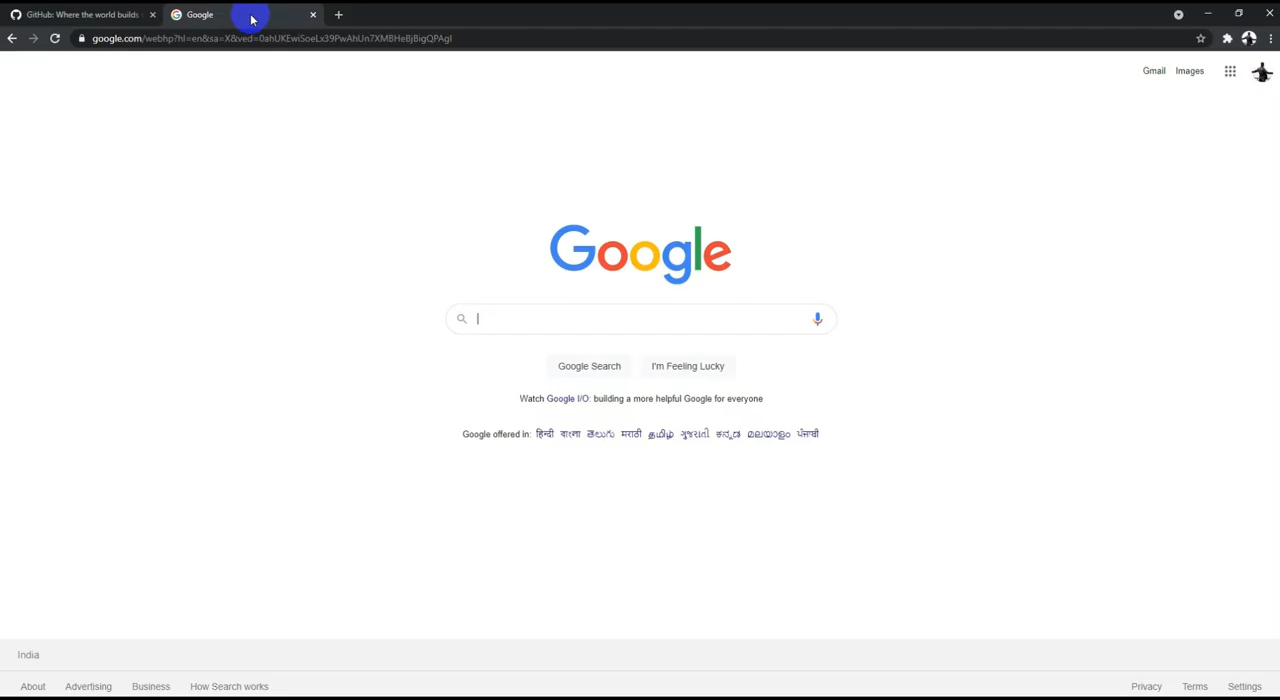 GitHub: Where the world builds
Google
google.com/webhp?hl=en&sa=X&ved=0ahUKEwiSoeLx39PwAhUn7XMBHeBjBigQPAgI
Gmail Images
Google
Google Search I'm Feeling Lucky
Watch Google I/O: building a more helpful Google for everyone
Google offered in: हिन्दी বাংলা తెలుగు मराठी தமிழ் ગુજરાતી ಕನ್ನಡ മലയാളം ਪੰਜਾਬੀ
India
About Advertising Business How Search works
Privacy Terms Settings